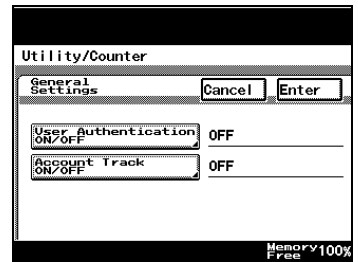 Utility/Counter
General
Settings
Cancel
Enter
User Authentication
ON/OFF
OFF
Account Track
ON/OFF
OFF
Memory
Free 100%